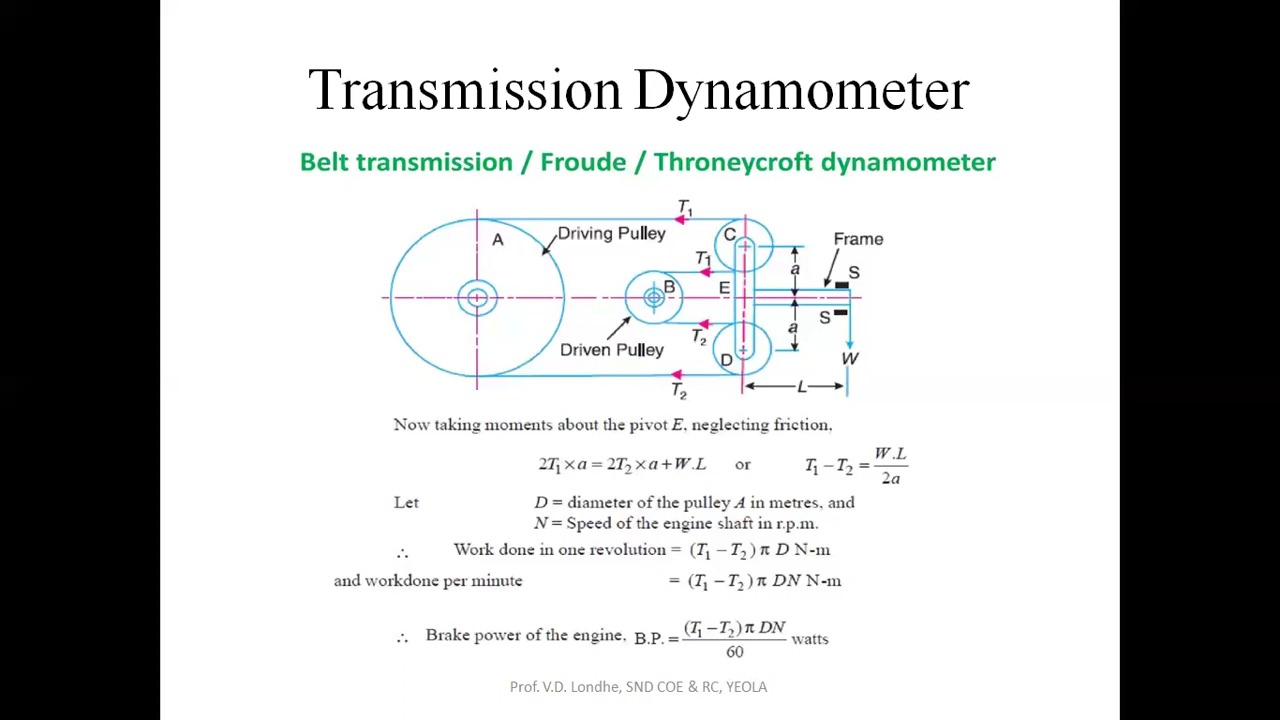 Transmission Dynamometer
Belt transmission / Froude / Throneycroft dynamometer
T₁
A
Driving Pulley
C
Frame
T₁
a
S
B
E
S
T₂
a
Driven Pulley
D
W
T₂
L
Now taking moments about the pivot E, neglecting friction,
2T₁ × a = 2T₂ × a + W.L or T₁ – T₂ = W.L / 2a
Let D = diameter of the pulley A in metres, and
N = Speed of the engine shaft in r.p.m.
∴ Work done in one revolution = (T₁ – T₂) π D N-m
and workdone per minute = (T₁ – T₂) π DN N-m
∴ Brake power of the engine, B.P. = (T₁ – T₂) π DN / 60 watts
Prof. V.D. Londhe, SND COE & RC, YEOLA